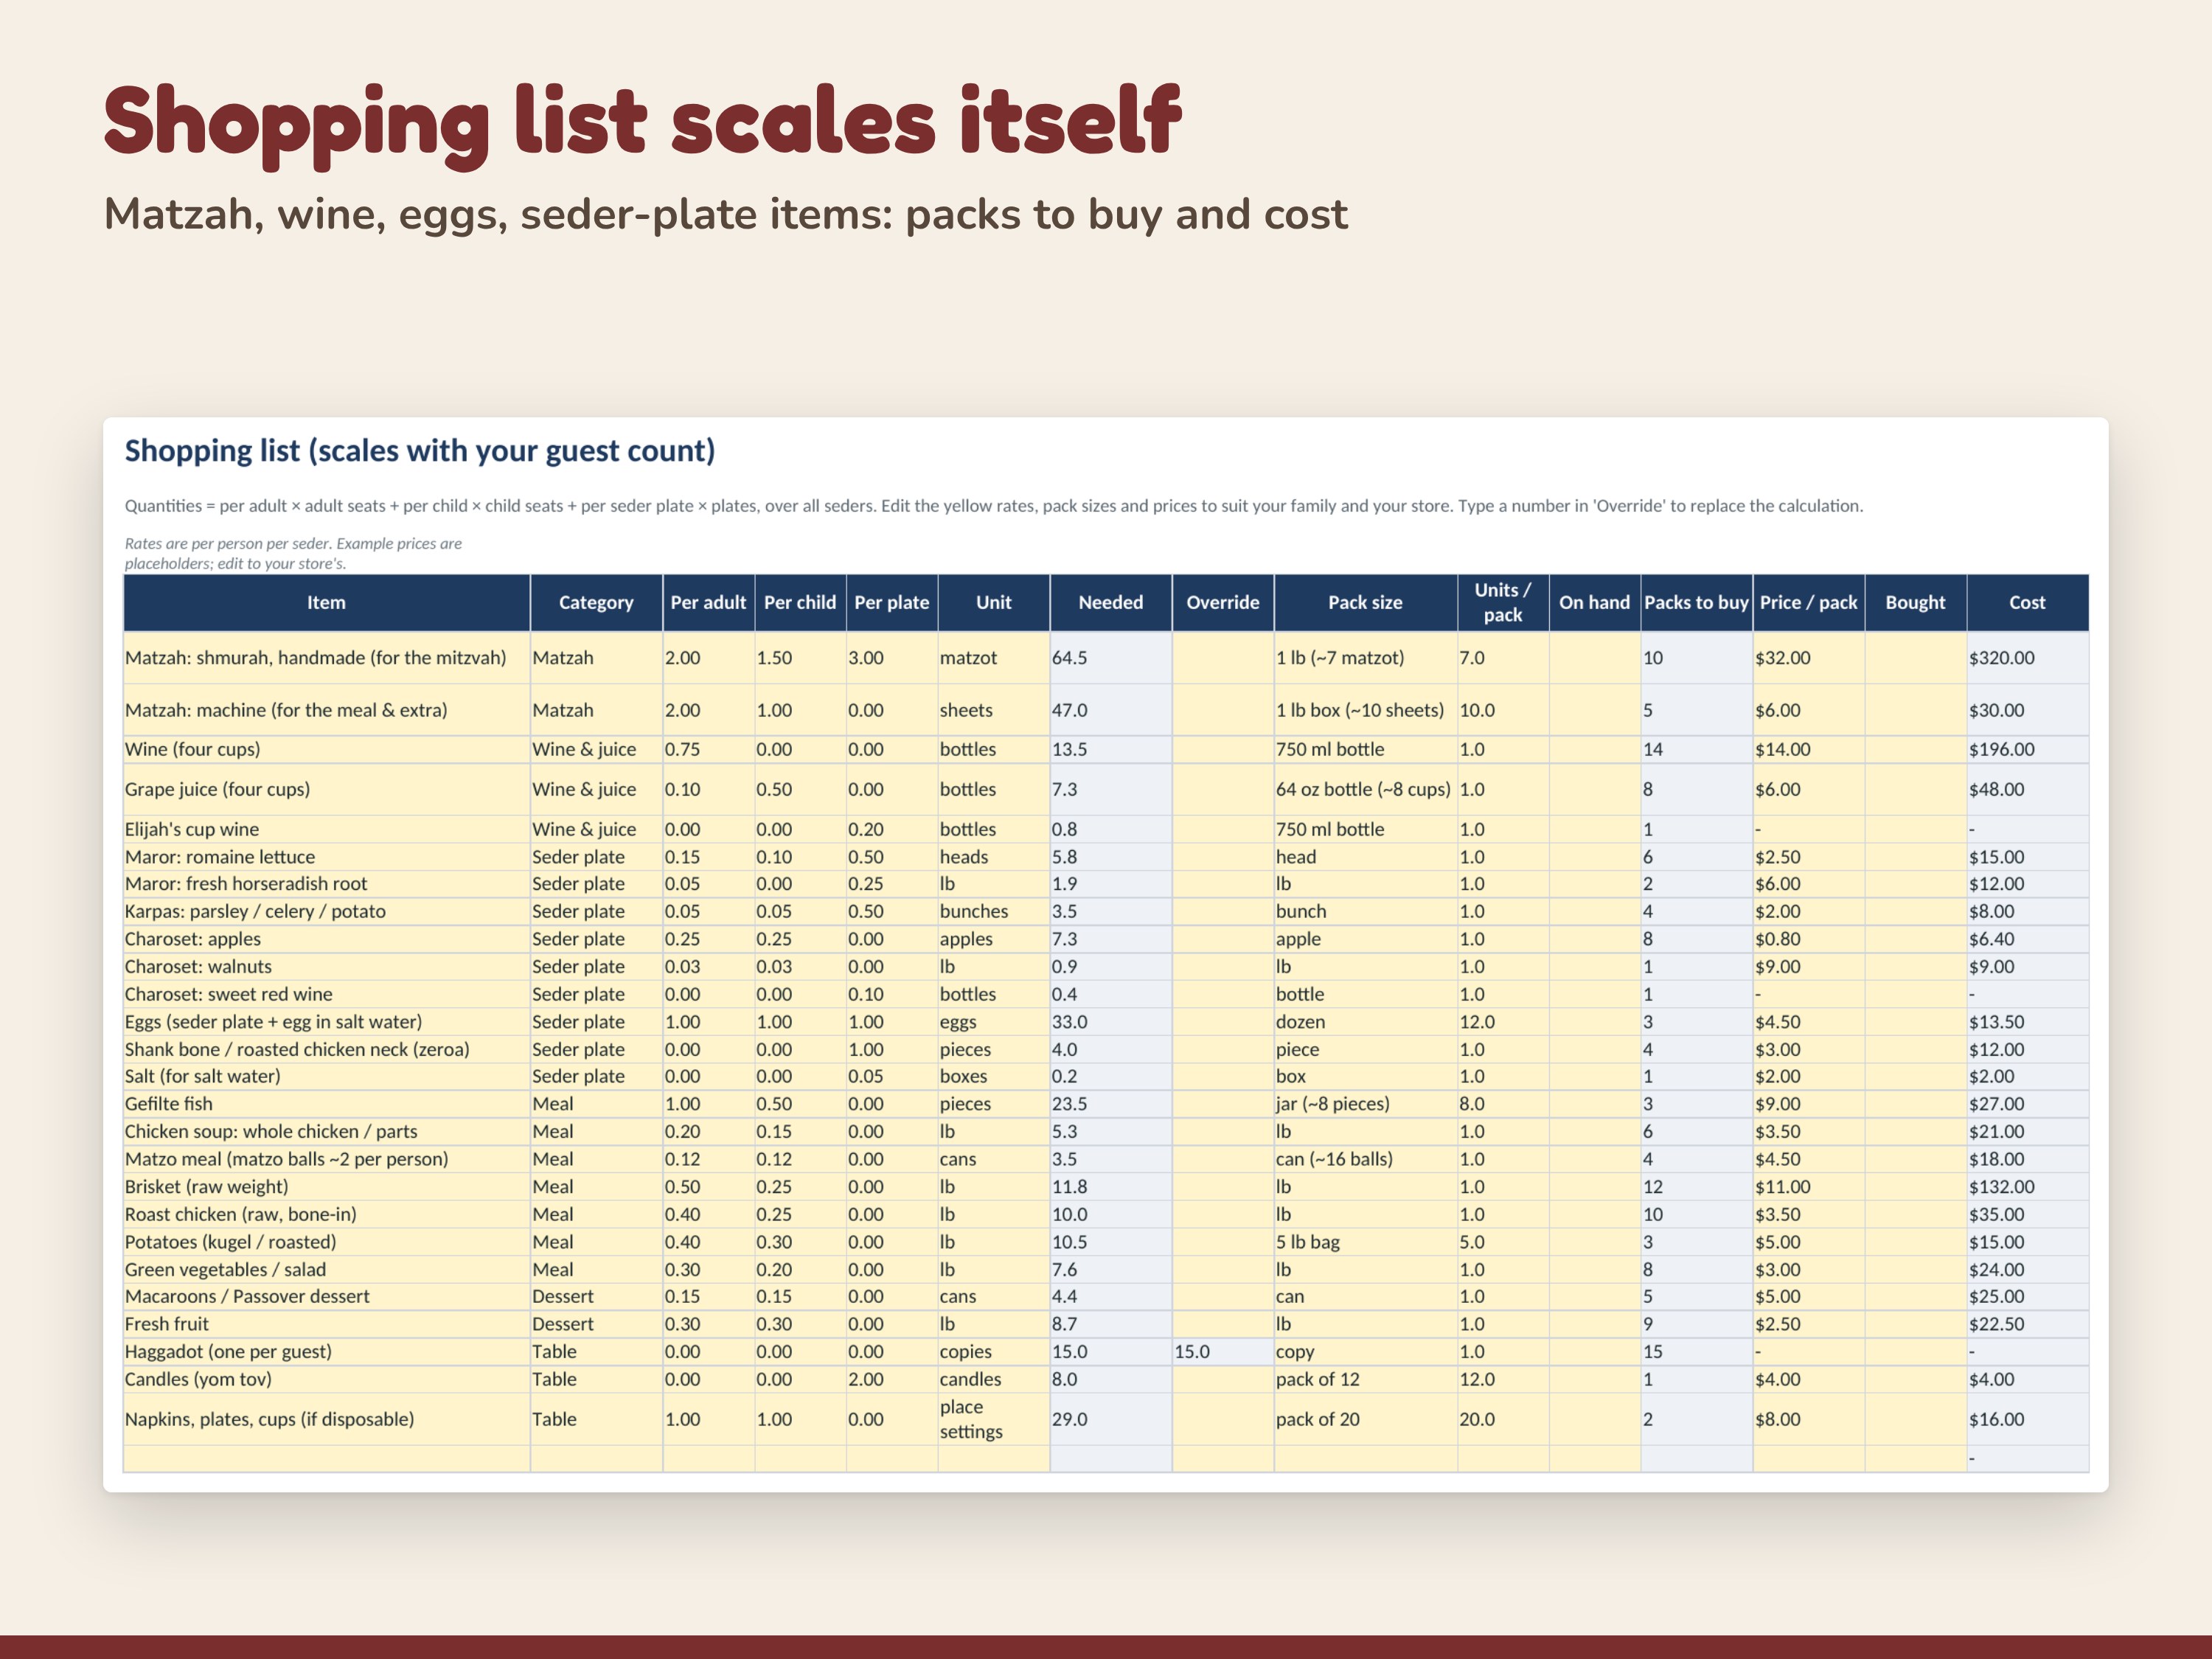 Shopping list scales itself
Matzah, wine, eggs, seder-plate items: packs to buy and cost
Shopping list (scales with your guest count)
Quantities = per adult × adult seats + per child × child seats + per seder plate × plates, over all seders. Edit the yellow rates, pack sizes and prices to suit your family and your store. Type a number in 'Override' to replace the calculation.
Rates are per person per seder. Example prices are
placeholders; edit to your store's.
Item Category Per adult Per child Per plate Unit Needed Override Pack size Units / pack On hand Packs to buy Price / pack Bought Cost
Matzah: shmurah, handmade (for the mitzvah) Matzah 2.00 1.50 3.00 matzot 64.5 1 lb (~7 matzot) 7.0 10 $32.00 $320.00
Matzah: machine (for the meal & extra) Matzah 2.00 1.00 0.00 sheets 47.0 1 lb box (~10 sheets) 10.0 5 $6.00 $30.00
Wine (four cups) Wine & juice 0.75 0.00 0.00 bottles 13.5 750 ml bottle 1.0 14 $14.00 $196.00
Grape juice (four cups) Wine & juice 0.10 0.50 0.00 bottles 7.3 64 oz bottle (~8 cups) 1.0 8 $6.00 $48.00
Elijah's cup wine Wine & juice 0.00 0.00 0.20 bottles 0.8 750 ml bottle 1.0 1 - -
Maror: romaine lettuce Seder plate 0.15 0.10 0.50 heads 5.8 head 1.0 6 $2.50 $15.00
Maror: fresh horseradish root Seder plate 0.05 0.00 0.25 lb 1.9 lb 1.0 2 $6.00 $12.00
Karpas: parsley / celery / potato Seder plate 0.05 0.05 0.50 bunches 3.5 bunch 1.0 4 $2.00 $8.00
Charoset: apples Seder plate 0.25 0.25 0.00 apples 7.3 apple 1.0 8 $0.80 $6.40
Charoset: walnuts Seder plate 0.03 0.03 0.00 lb 0.9 lb 1.0 1 $9.00 $9.00
Charoset: sweet red wine Seder plate 0.00 0.00 0.10 bottles 0.4 bottle 1.0 1 - -
Eggs (seder plate + egg in salt water) Seder plate 1.00 1.00 1.00 eggs 33.0 dozen 12.0 3 $4.50 $13.50
Shank bone / roasted chicken neck (zeroa) Seder plate 0.00 0.00 1.00 pieces 4.0 piece 1.0 4 $3.00 $12.00
Salt (for salt water) Seder plate 0.00 0.00 0.05 boxes 0.2 box 1.0 1 $2.00 $2.00
Gefilte fish Meal 1.00 0.50 0.00 pieces 23.5 jar (~8 pieces) 8.0 3 $9.00 $27.00
Chicken soup: whole chicken / parts Meal 0.20 0.15 0.00 lb 5.3 lb 1.0 6 $3.50 $21.00
Matzo meal (matzo balls ~2 per person) Meal 0.12 0.12 0.00 cans 3.5 can (~16 balls) 1.0 4 $4.50 $18.00
Brisket (raw weight) Meal 0.50 0.25 0.00 lb 11.8 lb 1.0 12 $11.00 $132.00
Roast chicken (raw, bone-in) Meal 0.40 0.25 0.00 lb 10.0 lb 1.0 10 $3.50 $35.00
Potatoes (kugel / roasted) Meal 0.40 0.30 0.00 lb 10.5 5 lb bag 5.0 3 $5.00 $15.00
Green vegetables / salad Meal 0.30 0.20 0.00 lb 7.6 lb 1.0 8 $3.00 $24.00
Macaroons / Passover dessert Dessert 0.15 0.15 0.00 cans 4.4 can 1.0 5 $5.00 $25.00
Fresh fruit Dessert 0.30 0.30 0.00 lb 8.7 lb 1.0 9 $2.50 $22.50
Haggadot (one per guest) Table 0.00 0.00 0.00 copies 15.0 15.0 copy 1.0 15 - -
Candles (yom tov) Table 0.00 0.00 2.00 candles 8.0 pack of 12 12.0 1 $4.00 $4.00
Napkins, plates, cups (if disposable) Table 1.00 1.00 0.00 place settings 29.0 pack of 20 20.0 2 $8.00 $16.00
-